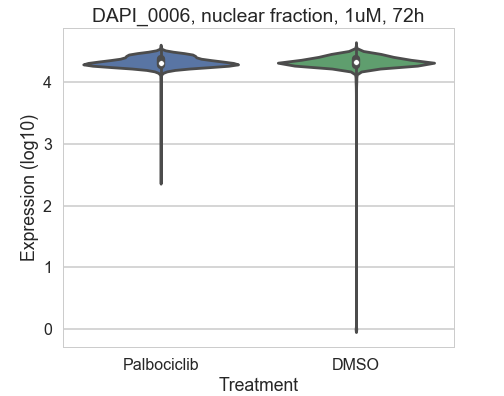 DAPI_0006, nuclear fraction, 1uM, 72h
Expression (log10)
4
3
2
1
0
Palbociclib DMSO
Treatment